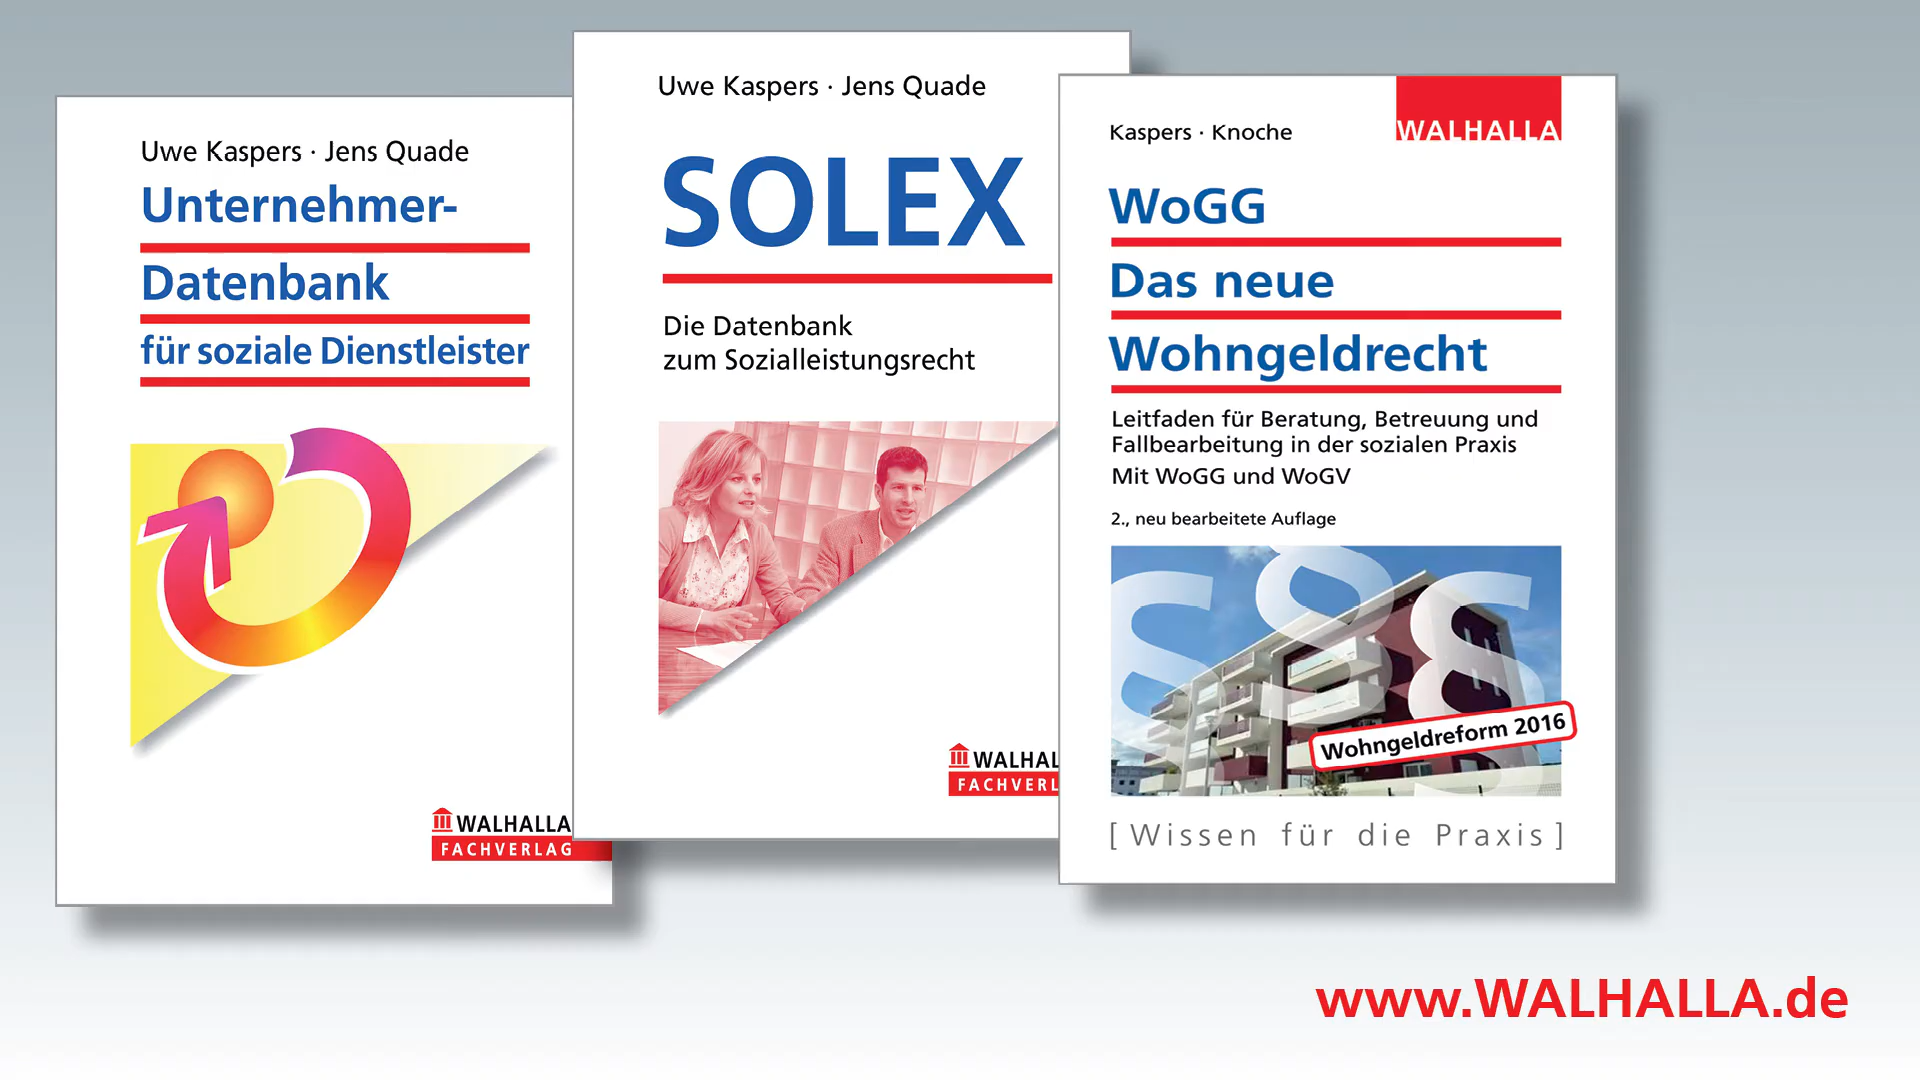 Uwe Kaspers · Jens Quade
Unternehmer-
Datenbank
für soziale Dienstleister
WALHALLA
FACHVERLAG
Uwe Kaspers · Jens Quade
SOLEX
Die Datenbank
zum Sozialleistungsrecht
WALHAL
FACHVERL
Kaspers · Knoche
WALHALLA
WoGG
Das neue
Wohngeldrecht
Leitfaden für Beratung, Betreuung und
Fallbearbeitung in der sozialen Praxis
Mit WoGG und WoGV
2., neu bearbeitete Auflage
§ § §
§
Wohngeldreform 2016
[ Wissen für die Praxis ]
www.WALHALLA.de